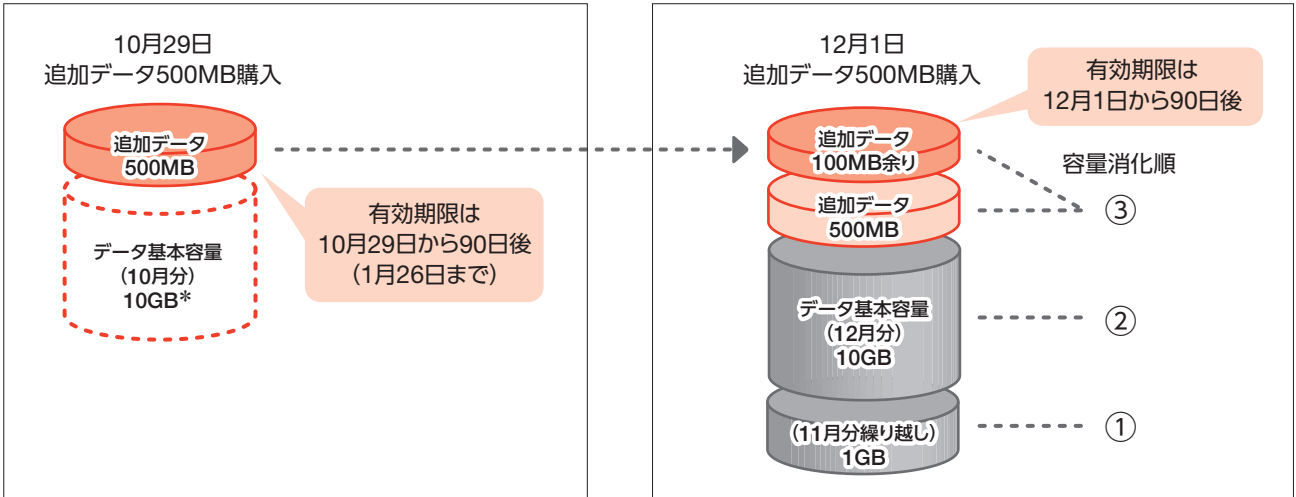 10月29日
追加データ500MB購入
追加データ
500MB
データ基本容量
(10月分)
10GB*
有効期限は
10月29日から90日後
(1月26日まで)
12月1日
追加データ500MB購入
有効期限は
12月1日から90日後
追加データ
100MB余り
容量消化順
追加データ
500MB
③
データ基本容量
(12月分)
10GB
②
(11月分繰り越し)
1GB
①